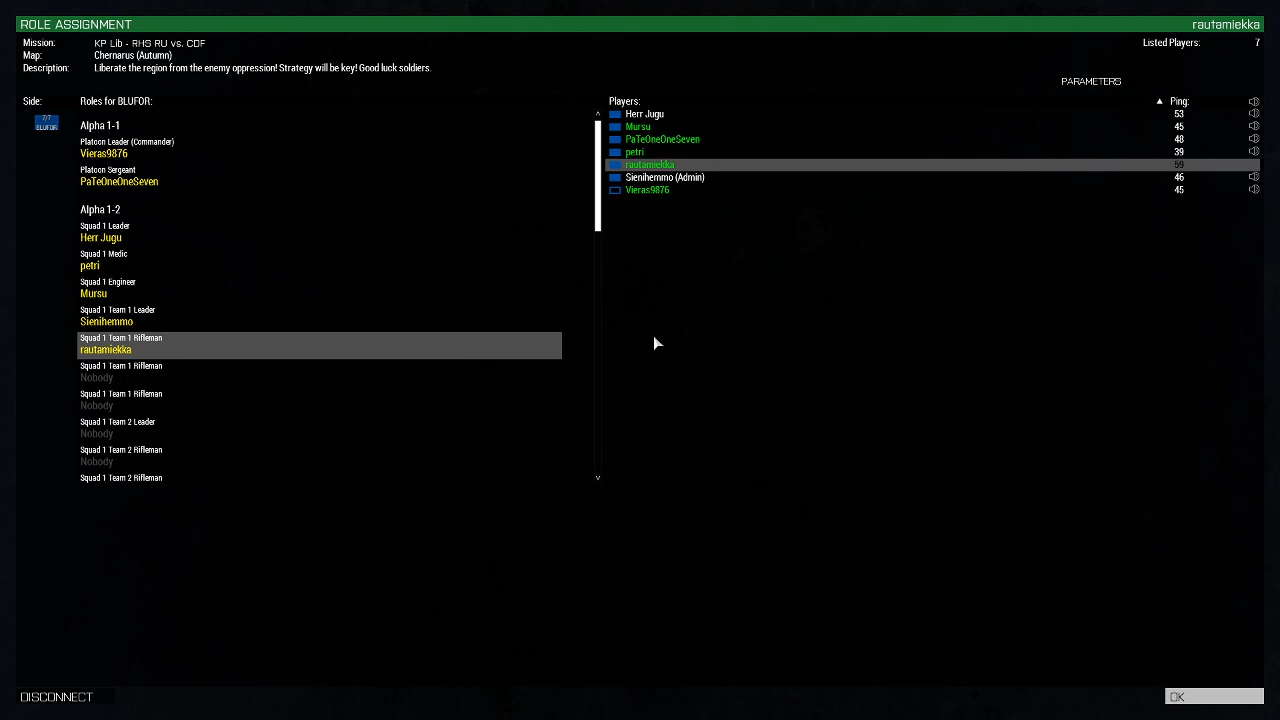 ROLE ASSIGNMENT rautamiekka
Mission: KP Lib - RHS RU vs. CDF Listed Players: 7
Map: Chernarus (Autumn)
Description: Liberate the region from the enemy oppression! Strategy will be key! Good luck soldiers.
PARAMETERS
Side: Roles for BLUFOR:
7/7
BLUFOR
Alpha 1-1
Platoon Leader (Commander)
Vieras9876
Platoon Sergeant
PaTeOneOneSeven
Alpha 1-2
Squad 1 Leader
Herr Jugu
Squad 1 Medic
petri
Squad 1 Engineer
Mursu
Squad 1 Team 1 Leader
Sienihemmo
Squad 1 Team 1 Rifleman
rautamiekka
Squad 1 Team 1 Rifleman
Nobody
Squad 1 Team 1 Rifleman
Nobody
Squad 1 Team 2 Leader
Nobody
Squad 1 Team 2 Rifleman
Nobody
Squad 1 Team 2 Rifleman
Players: Ping:
Herr Jugu 53
Mursu 45
PaTeOneOneSeven 48
petri 39
rautamiekka 59
Sienihemmo (Admin) 46
Vieras9876 45
DISCONNECT OK